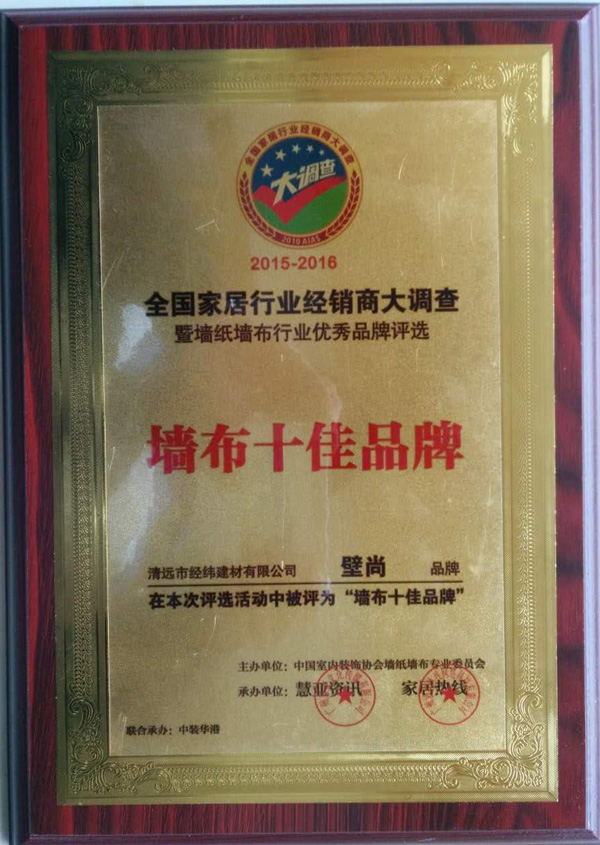 全国家居行业经销商大调查
大调查
2016 AIAS
2015-2016
全国家居行业经销商大调查
暨墙纸墙布行业优秀品牌评选
墙布十佳品牌
清远市经纬建材有限公司 壁尚 品牌
在本次评选活动中被评为“墙布十佳品牌”
主办单位：中国室内装饰协会墙纸墙布专业委员会
承办单位：慧亚资讯 家居热线
联合承办：中装华港